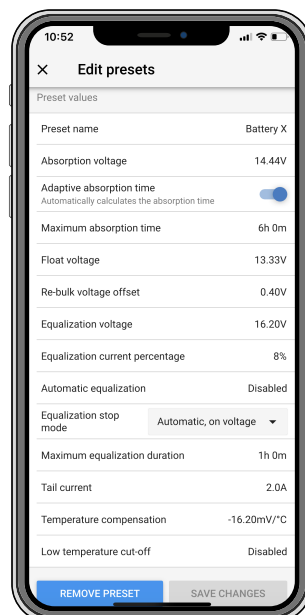 10:52
× Edit presets
Preset values
Preset name Battery X
Absorption voltage 14.44V
Adaptive absorption time
Automatically calculates the absorption time
Maximum absorption time 6h 0m
Float voltage 13.33V
Re-bulk voltage offset 0.40V
Equalization voltage 16.20V
Equalization current percentage 8%
Automatic equalization Disabled
Equalization stop
mode Automatic, on voltage
Maximum equalization duration 1h 0m
Tail current 2.0A
Temperature compensation -16.20mV/°C
Low temperature cut-off Disabled
REMOVE PRESET SAVE CHANGES